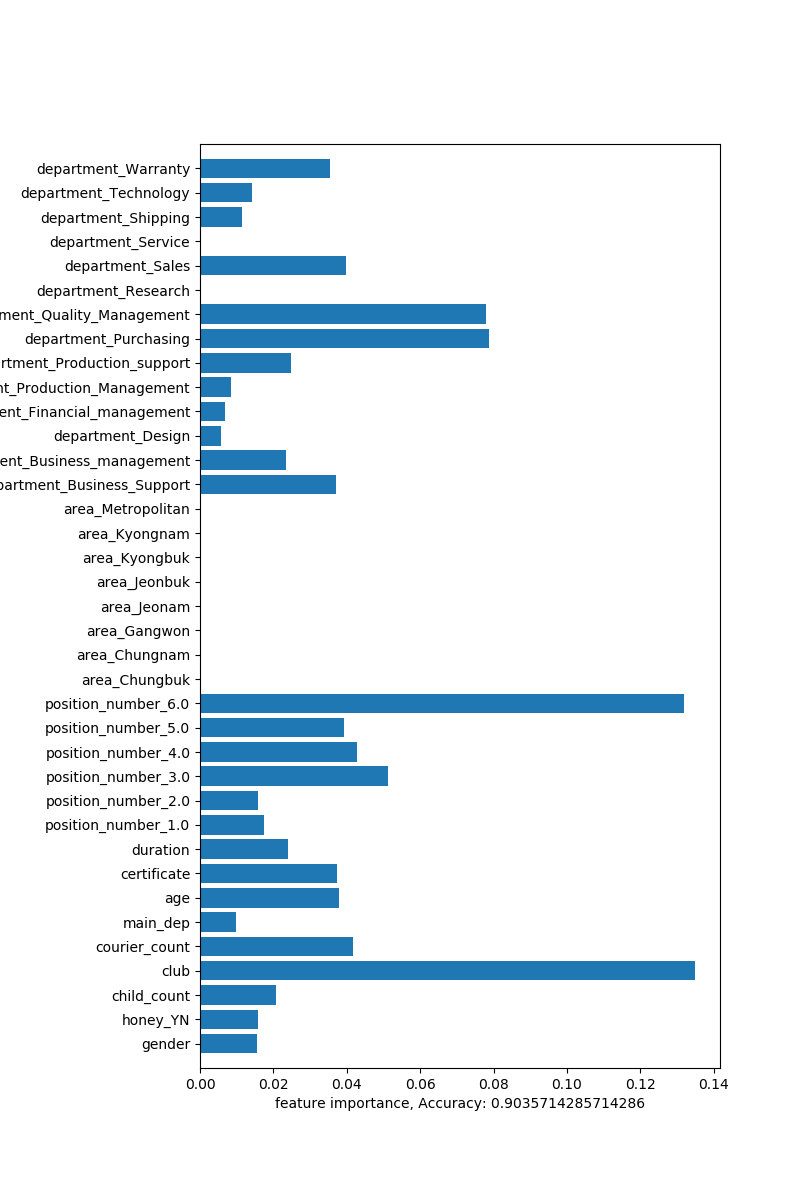 department_Warranty
department_Technology
department_Shipping
department_Service
department_Sales
department_Research
ment_Quality_Management
department_Purchasing
rtment_Production_support
nt_Production_Management
ent_Financial_management
department_Design
ent_Business_management
partment_Business_Support
area_Metropolitan
area_Kyongnam
area_Kyongbuk
area_Jeonbuk
area_Jeonam
area_Gangwon
area_Chungnam
area_Chungbuk
position_number_6.0
position_number_5.0
position_number_4.0
position_number_3.0
position_number_2.0
position_number_1.0
duration
certificate
age
main_dep
courier_count
club
child_count
honey_YN
gender
0.00 0.02 0.04 0.06 0.08 0.10 0.12 0.14
feature importance, Accuracy: 0.9035714285714286